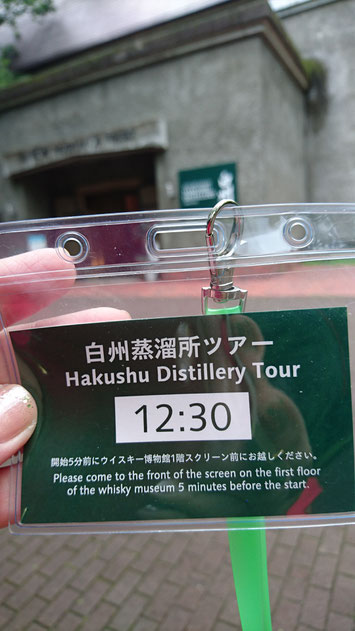 白州蒸溜所ツアー
Hakushu Distillery Tour
12:30
開始5分前にウイスキー博物館1階スクリーン前にお越しください。
Please come to the front of the screen on the first floor
of the whisky museum 5 minutes before the start.